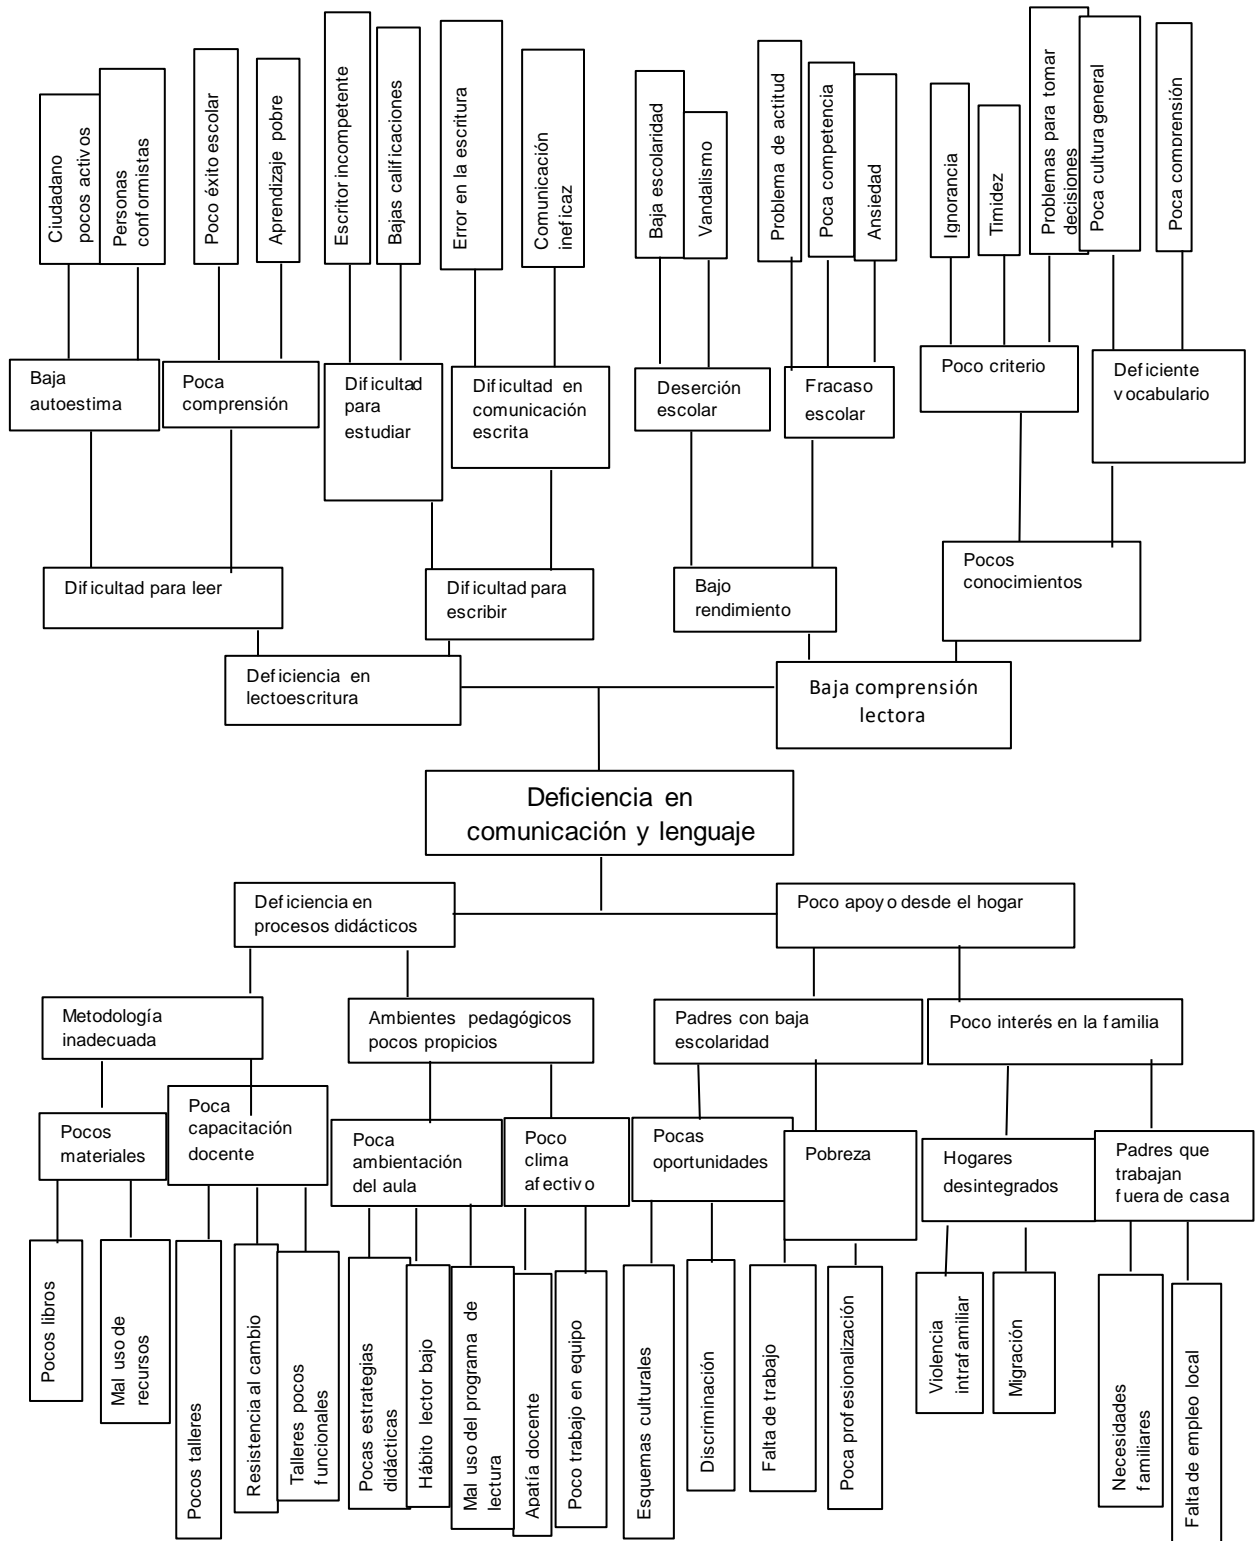 Ciudadano
pocos activos
Personas
conformistas
Poco éxito escolar
Aprendizaje pobre
Escritor incompetente
Bajas calificaciones
Error en la escritura
Comunicación
ineficaz
Baja escolaridad
Vandalismo
Problema de actitud
Poca competencia
Ansiedad
Ignorancia
Timidez
Problemas para tomar
decisiones
Poca cultura general
Poca comprensión
Baja
autoestima
Poca
comprensión
Dificultad
para
estudiar
Dificultad en
comunicación
escrita
Deserción
escolar
Fracaso
escolar
Poco criterio
Deficiente
vocabulario
Dificultad para leer
Dificultad para
escribir
Bajo
rendimiento
Pocos
conocimientos
Deficiencia en
lectoescritura
Baja comprensión
lectora
Deficiencia en
comunicación y lenguaje
Deficiencia en
procesos didácticos
Poco apoyo desde el hogar
Metodología
inadecuada
Ambientes pedagógicos
pocos propicios
Padres con baja
escolaridad
Poco interés en la familia
Pocos
materiales
Poca
capacitación
docente
Poca
ambientación
del aula
Poco
clima
afectivo
Pocas
oportunidades
Pobreza
Hogares
desintegrados
Padres que
trabajan
fuera de casa
Pocos libros
Mal uso de
recursos
Pocos talleres
Resistencia al cambio
Talleres pocos
funcionales
Pocas estrategias
didácticas
Hábito lector bajo
Mal uso del programa de
lectura
Apatía docente
Poco trabajo en equipo
Esquemas culturales
Discriminación
Falta de trabajo
Poca profesionalización
Violencia
intrafamiliar
Migración
Necesidades
familiares
Falta de empleo local